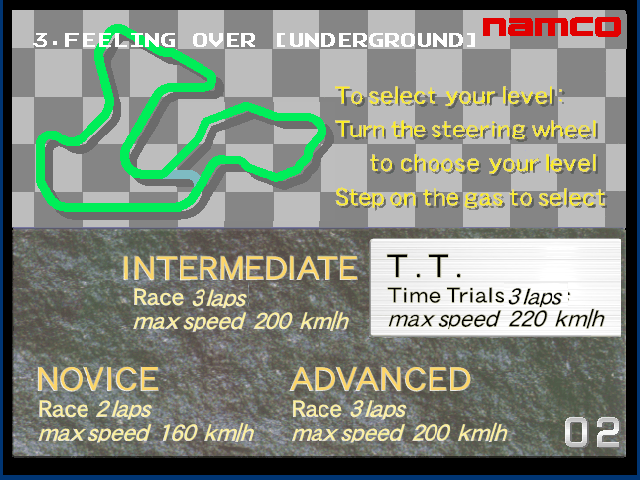 3.FEELING OVER [UNDERGROUND]
namco
To select your level:
Turn the steering wheel
to choose your level
Step on the gas to select
INTERMEDIATE
Race 3 laps
max speed 200 km/h
T.T.
Time Trials 3 laps :
max speed 220 km/h
NOVICE
Race 2 laps
max speed 160 km/h
ADVANCED
Race 3 laps
max speed 200 km/h
02